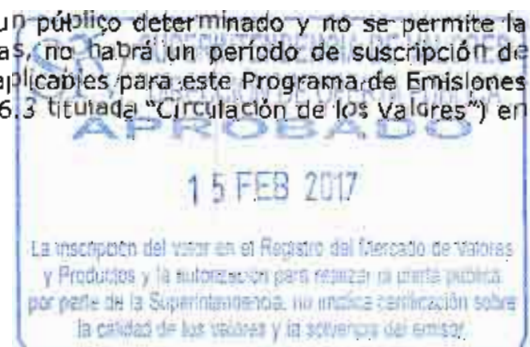 un público determinado y no se permite la
as, no habrá un período de suscripción de
aplicables para este Programa de Emisiones
6.3 titulada "Circulación de los Valores") en
SUPERINTENDENCIA DE VALORES
APROBADO
15 FEB 2017
La inscripción del valor en el Registro del Mercado de Valores
y Productos y la autorización para realizar la oferta pública
por parte de la Superintendencia, no implica certificación sobre
la calidad de los valores y la solvencia del emisor.